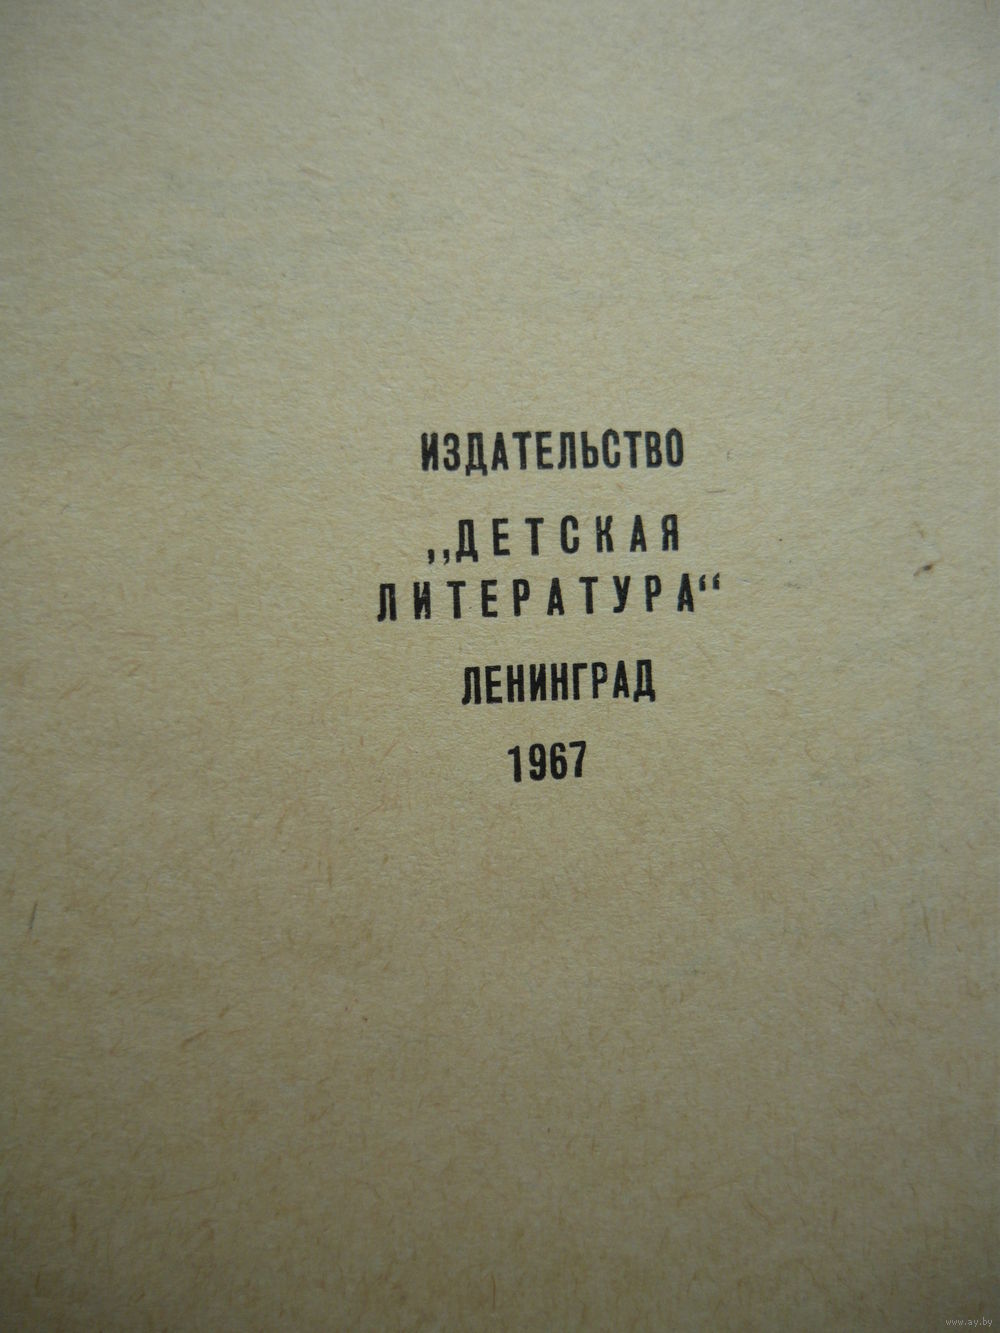 ИЗДАТЕЛЬСТВО
„ДЕТСКАЯ
ЛИТЕРАТУРА“
ЛЕНИНГРАД
1967
www.ay.by